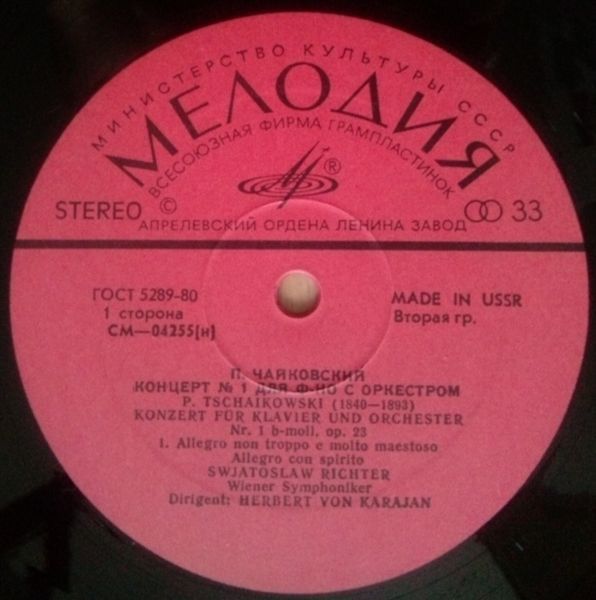 МИНИСТЕРСТВО КУЛЬТУРЫ СССР
МЕЛОДИЯ
ВСЕСОЮЗНАЯ ФИРМА ГРАМПЛАСТИНОК
®
STEREO © 33
АПРЕЛЕВСКИЙ ОРДЕНА ЛЕНИНА ЗАВОД
ГОСТ 5289-80 MADE IN USSR
1 сторона Вторая гр.
СМ—04255(н)
П. ЧАЙКОВСКИЙ
КОНЦЕРТ № 1 ДЛЯ Ф-НО С ОРКЕСТРОМ
P. TSCHAIKOWSKI (1840—1893)
KONZERT FÜR KLAVIER UND ORCHESTER
Nr. 1 b-moll, op. 23
1. Allegro non troppo e molto maestoso
Allegro con spirito
SWJATOSLAW RICHTER
Wiener Symphoniker
Dirigent: HERBERT VON KARAJAN